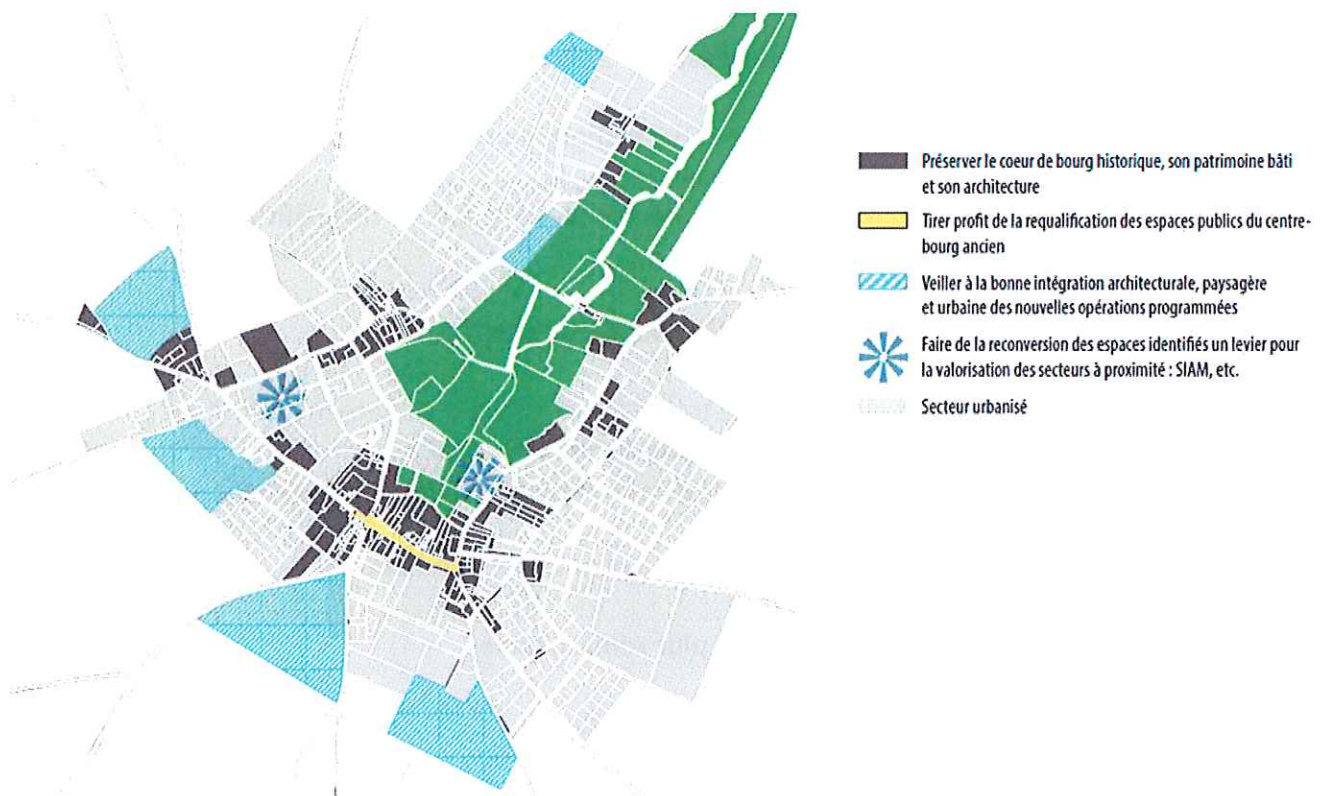 Préserver le coeur de bourg historique, son patrimoine bâti
et son architecture
Tirer profit de la requalification des espaces publics du centre-
bourg ancien
Veiller à la bonne intégration architecturale, paysagère
et urbaine des nouvelles opérations programmées
Faire de la reconversion des espaces identifiés un levier pour
la valorisation des secteurs à proximité : SIAM, etc.
Secteur urbanisé